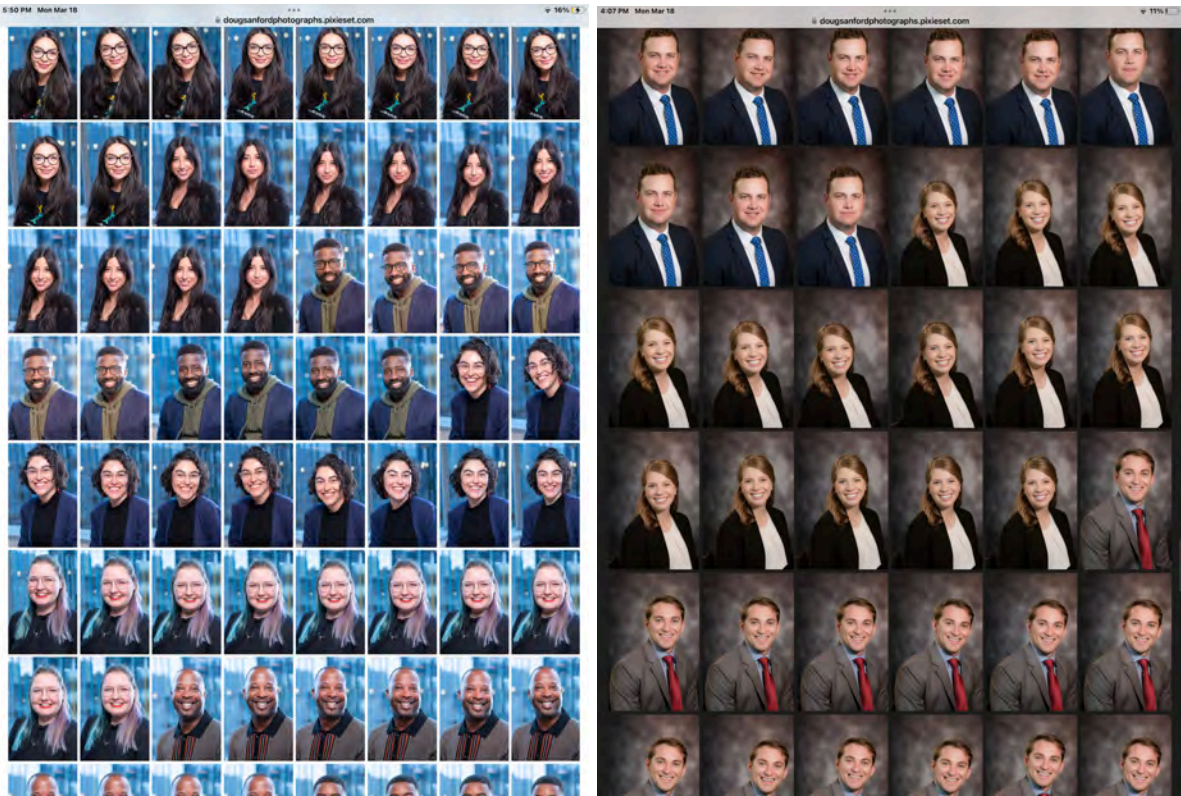 5:50 PM Mon Mar 18
16%
dougsanfordphotographs.pixieset.com
4:07 PM Mon Mar 18
11%
dougsanfordphotographs.pixieset.com